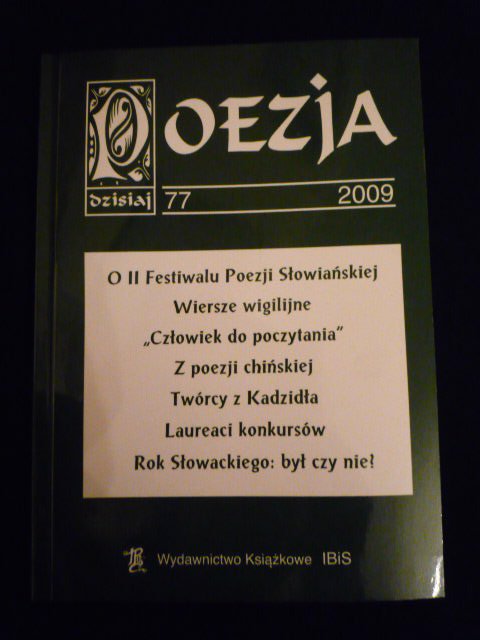 POEZJA
dzisiaj 77 2009
O II Festiwalu Poezji Słowiańskiej
Wiersze wigilijne
„Człowiek do poczytania”
Z poezji chińskiej
Twórcy z Kadzidła
Laureaci konkursów
Rok Słowackiego: był czy nie?
Wydawnictwo Książkowe IBiS